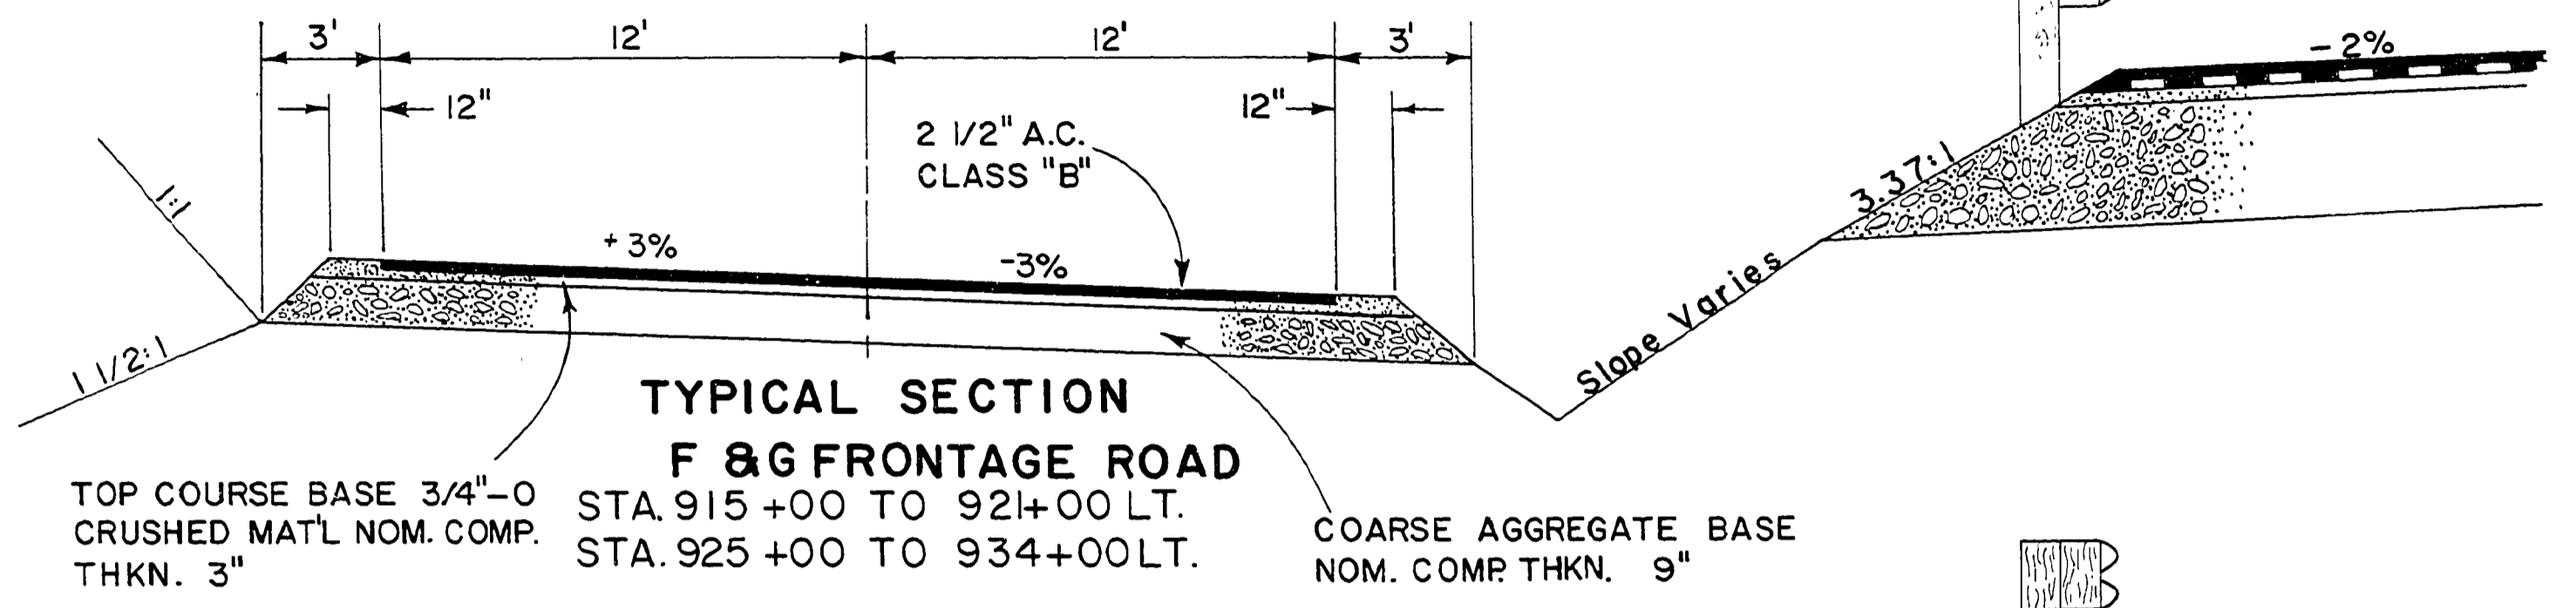 3'
12'
12'
3'
12"
12"
2 1/2" A.C.
CLASS "B"
- 2%
1:1
3.37:1
+ 3%
-3%
Slope Varies
1 1/2:1
TYPICAL SECTION
F & G FRONTAGE ROAD
STA. 915 +00 TO 921+00 LT.
STA. 925 +00 TO 934+00 LT.
TOP COURSE BASE 3/4"-0
CRUSHED MAT'L NOM. COMP.
THKN. 3"
COARSE AGGREGATE BASE
NOM. COMP. THKN. 9"